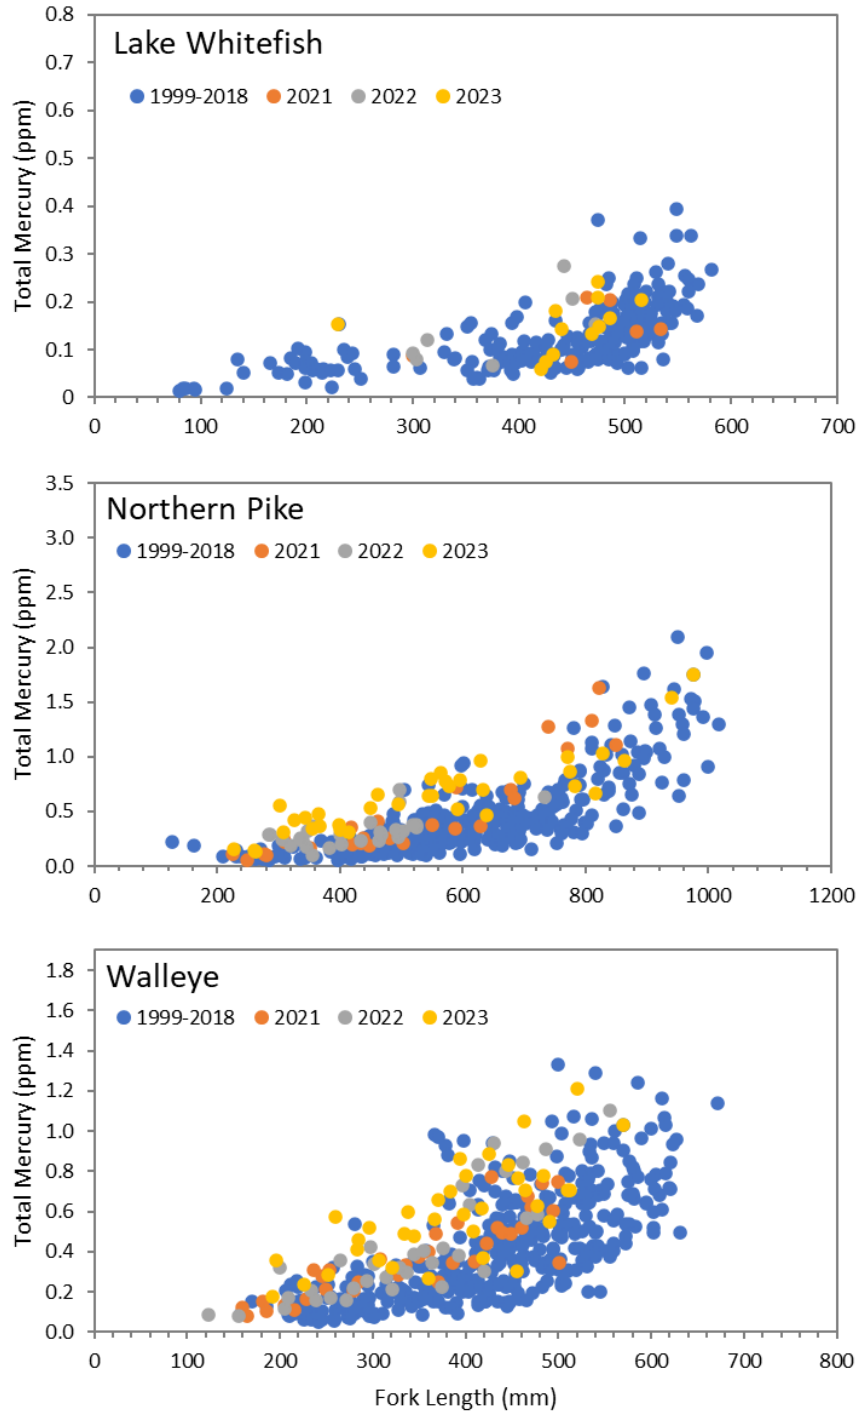 Lake Whitefish
1999-2018 2021 2022 2023
Total Mercury (ppm)
0.8
0.7
0.6
0.5
0.4
0.3
0.2
0.1
0
0 100 200 300 400 500 600 700
Northern Pike
1999-2018 2021 2022 2023
Total Mercury (ppm)
3.5
3.0
2.5
2.0
1.5
1.0
0.5
0.0
0 200 400 600 800 1000 1200
Walleye
1999-2018 2021 2022 2023
Total Mercury (ppm)
1.8
1.6
1.4
1.2
1.0
0.8
0.6
0.4
0.2
0.0
0 100 200 300 400 500 600 700 800
Fork Length (mm)